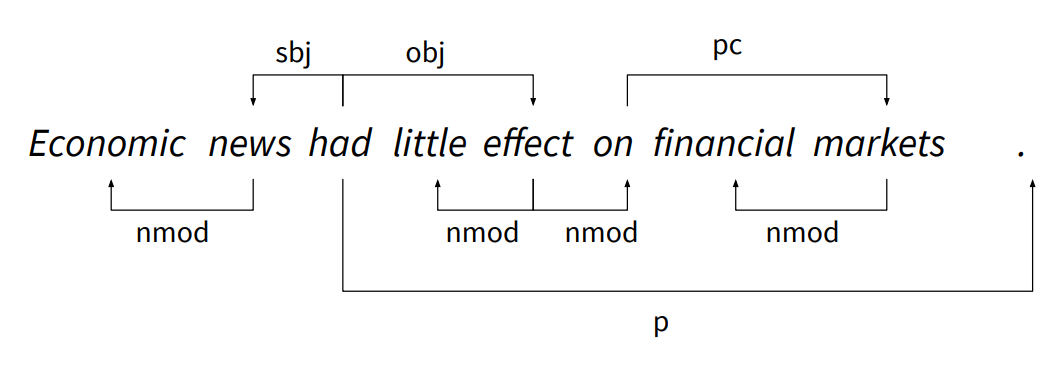 sbj obj pc
Economic news had little effect on financial markets .
nmod nmod nmod nmod
p